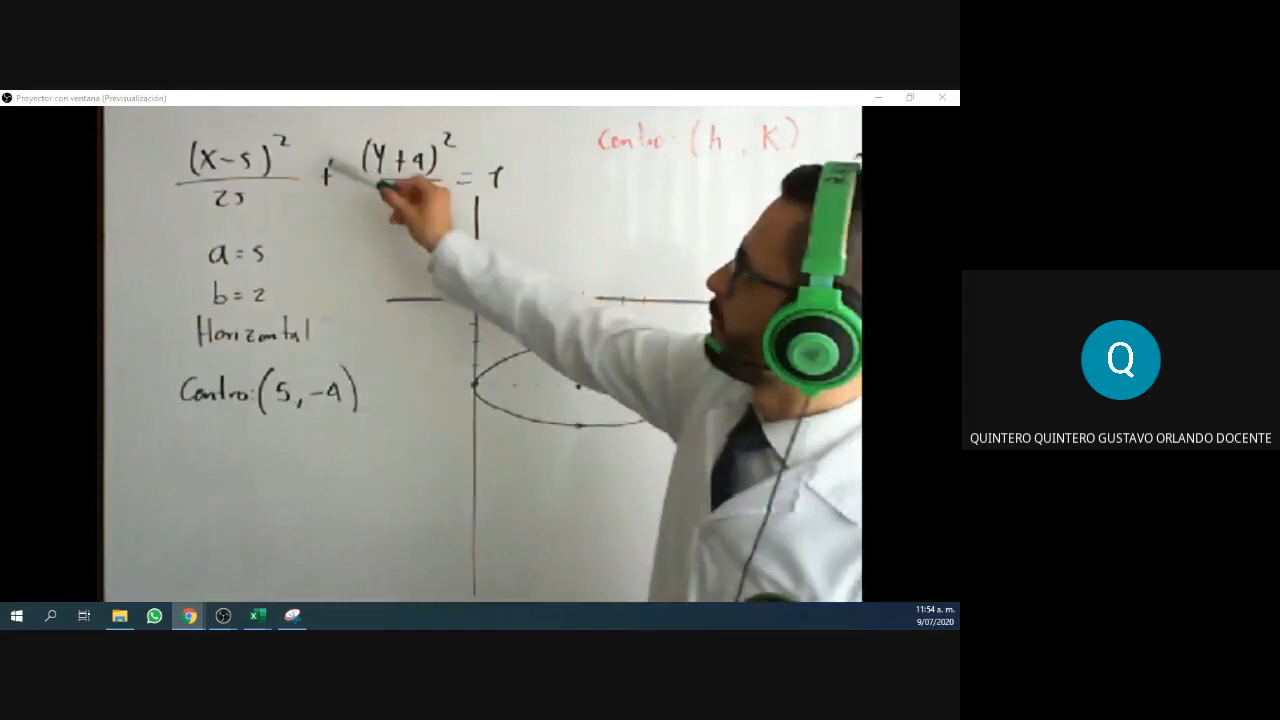 Proyector con ventana (Previsualización)
Centro: (h, K)
(x-5)² + (y+4)² = 1
25
a = 5
b = 2
Horizontal
Centro: (5, -4)
Q
QUINTERO QUINTERO GUSTAVO ORLANDO DOCENTE
11:54 a. m.
9/07/2020